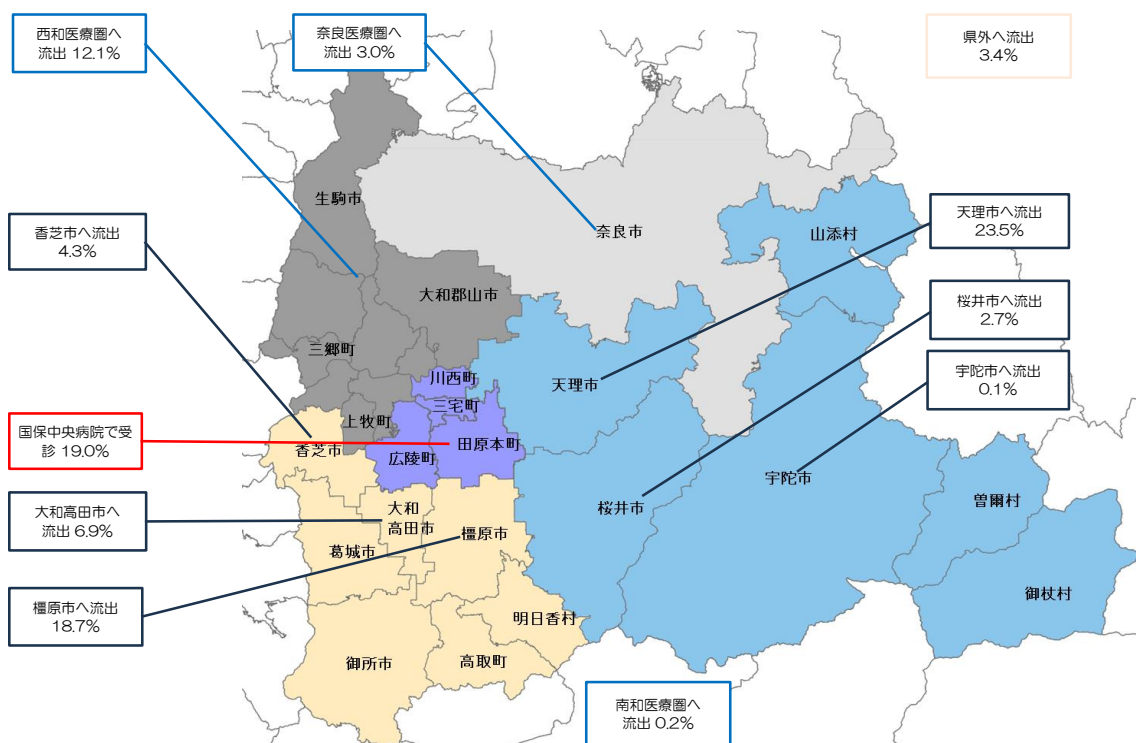 西和医療圏へ
流出 12.1%
奈良医療圏へ
流出 3.0%
県外へ流出
3.4%
生駒市
香芝市へ流出
4.3%
奈良市
山添村
天理市へ流出
23.5%
大和郡山市
桜井市へ流出
2.7%
三郷町
川西町
天理市
宇陀市へ流出
0.1%
三宅町
上牧町
国保中央病院で受
診 19.0%
香芝市
広陵町
田原本町
宇陀市
曽爾村
大和高田市へ
流出 6.9%
大和
高田市
橿原市
桜井市
葛城市
御杖村
橿原市へ流出
18.7%
明日香村
御所市
高取町
南和医療圏へ
流出 0.2%